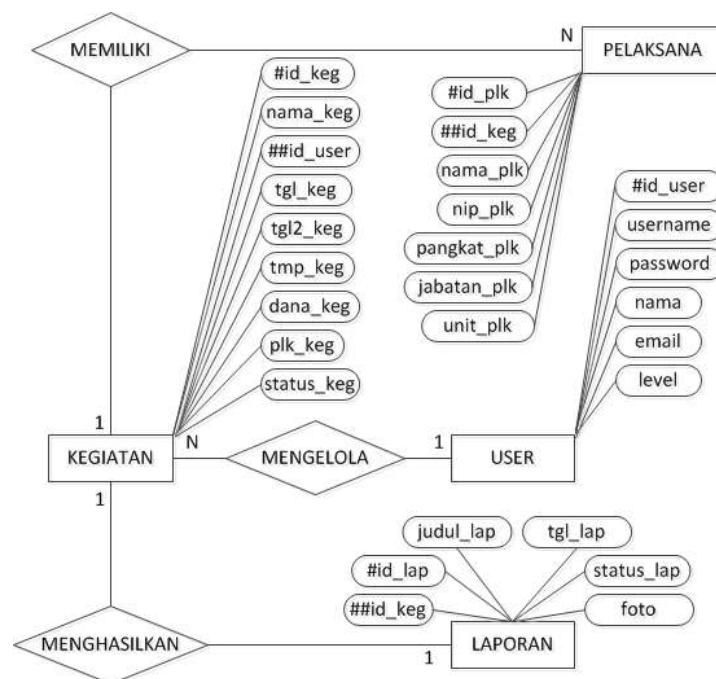 MEMILIKI
N
PELAKSANA
#id_keg
nama_keg
##id_user
tgl_keg
tgl2_keg
tmp_keg
dana_keg
plk_keg
status_keg
#id_plk
##id_keg
nama_plk
nip_plk
pangkat_plk
jabatan_plk
unit_plk
#id_user
username
password
nama
email
level
1
KEGIATAN
N
MENGELOLA
1
USER
1
judul_lap
tgl_lap
#id_lap
status_lap
##id_keg
foto
MENGHASILKAN
1
LAPORAN